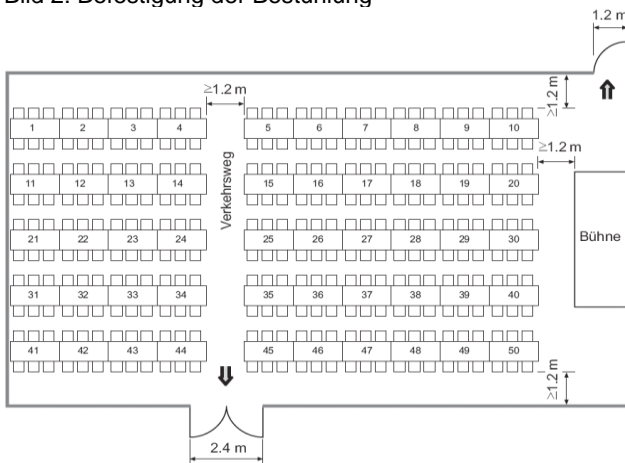 Bild 2: Befestigung der Bestuhlung
1.2 m
≥1.2 m
≥1.2 m
1 2 3 4 5 6 7 8 9 10
≥1.2 m
Verkehrsweg
11 12 13 14 15 16 17 18 19 20
21 22 23 24 25 26 27 28 29 30
Bühne
31 32 33 34 35 36 37 38 39 40
41 42 43 44 45 46 47 48 49 50
≥1.2 m
2.4 m